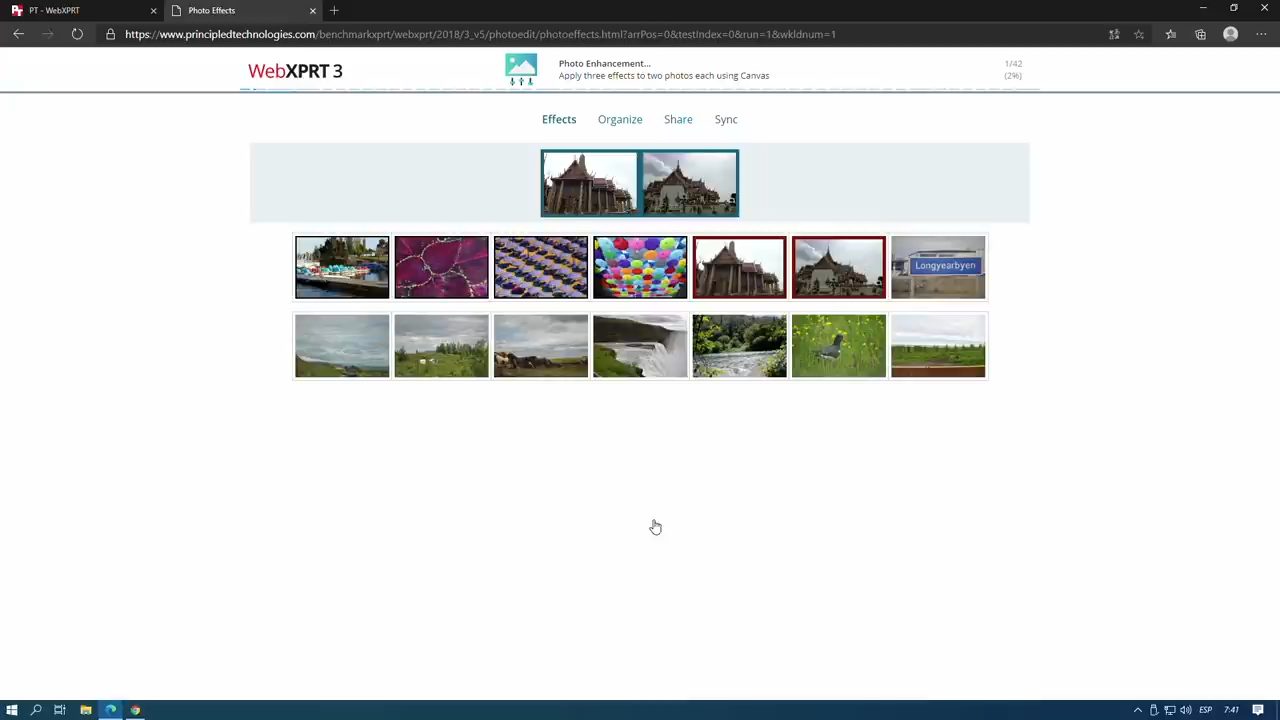 PT - WebXPRT
Photo Effects
https://www.principledtechnologies.com/benchmarkxprt/webxprt/2018/3_v5/photoedit/photoeffects.html?arrPos=0&testIndex=0&run=1&wkldnum=1
WebXPRT 3
Photo Enhancement...
1/42
Apply three effects to two photos each using Canvas
(2%)
Effects Organize Share Sync
Longyearbyen
ESP 7:41